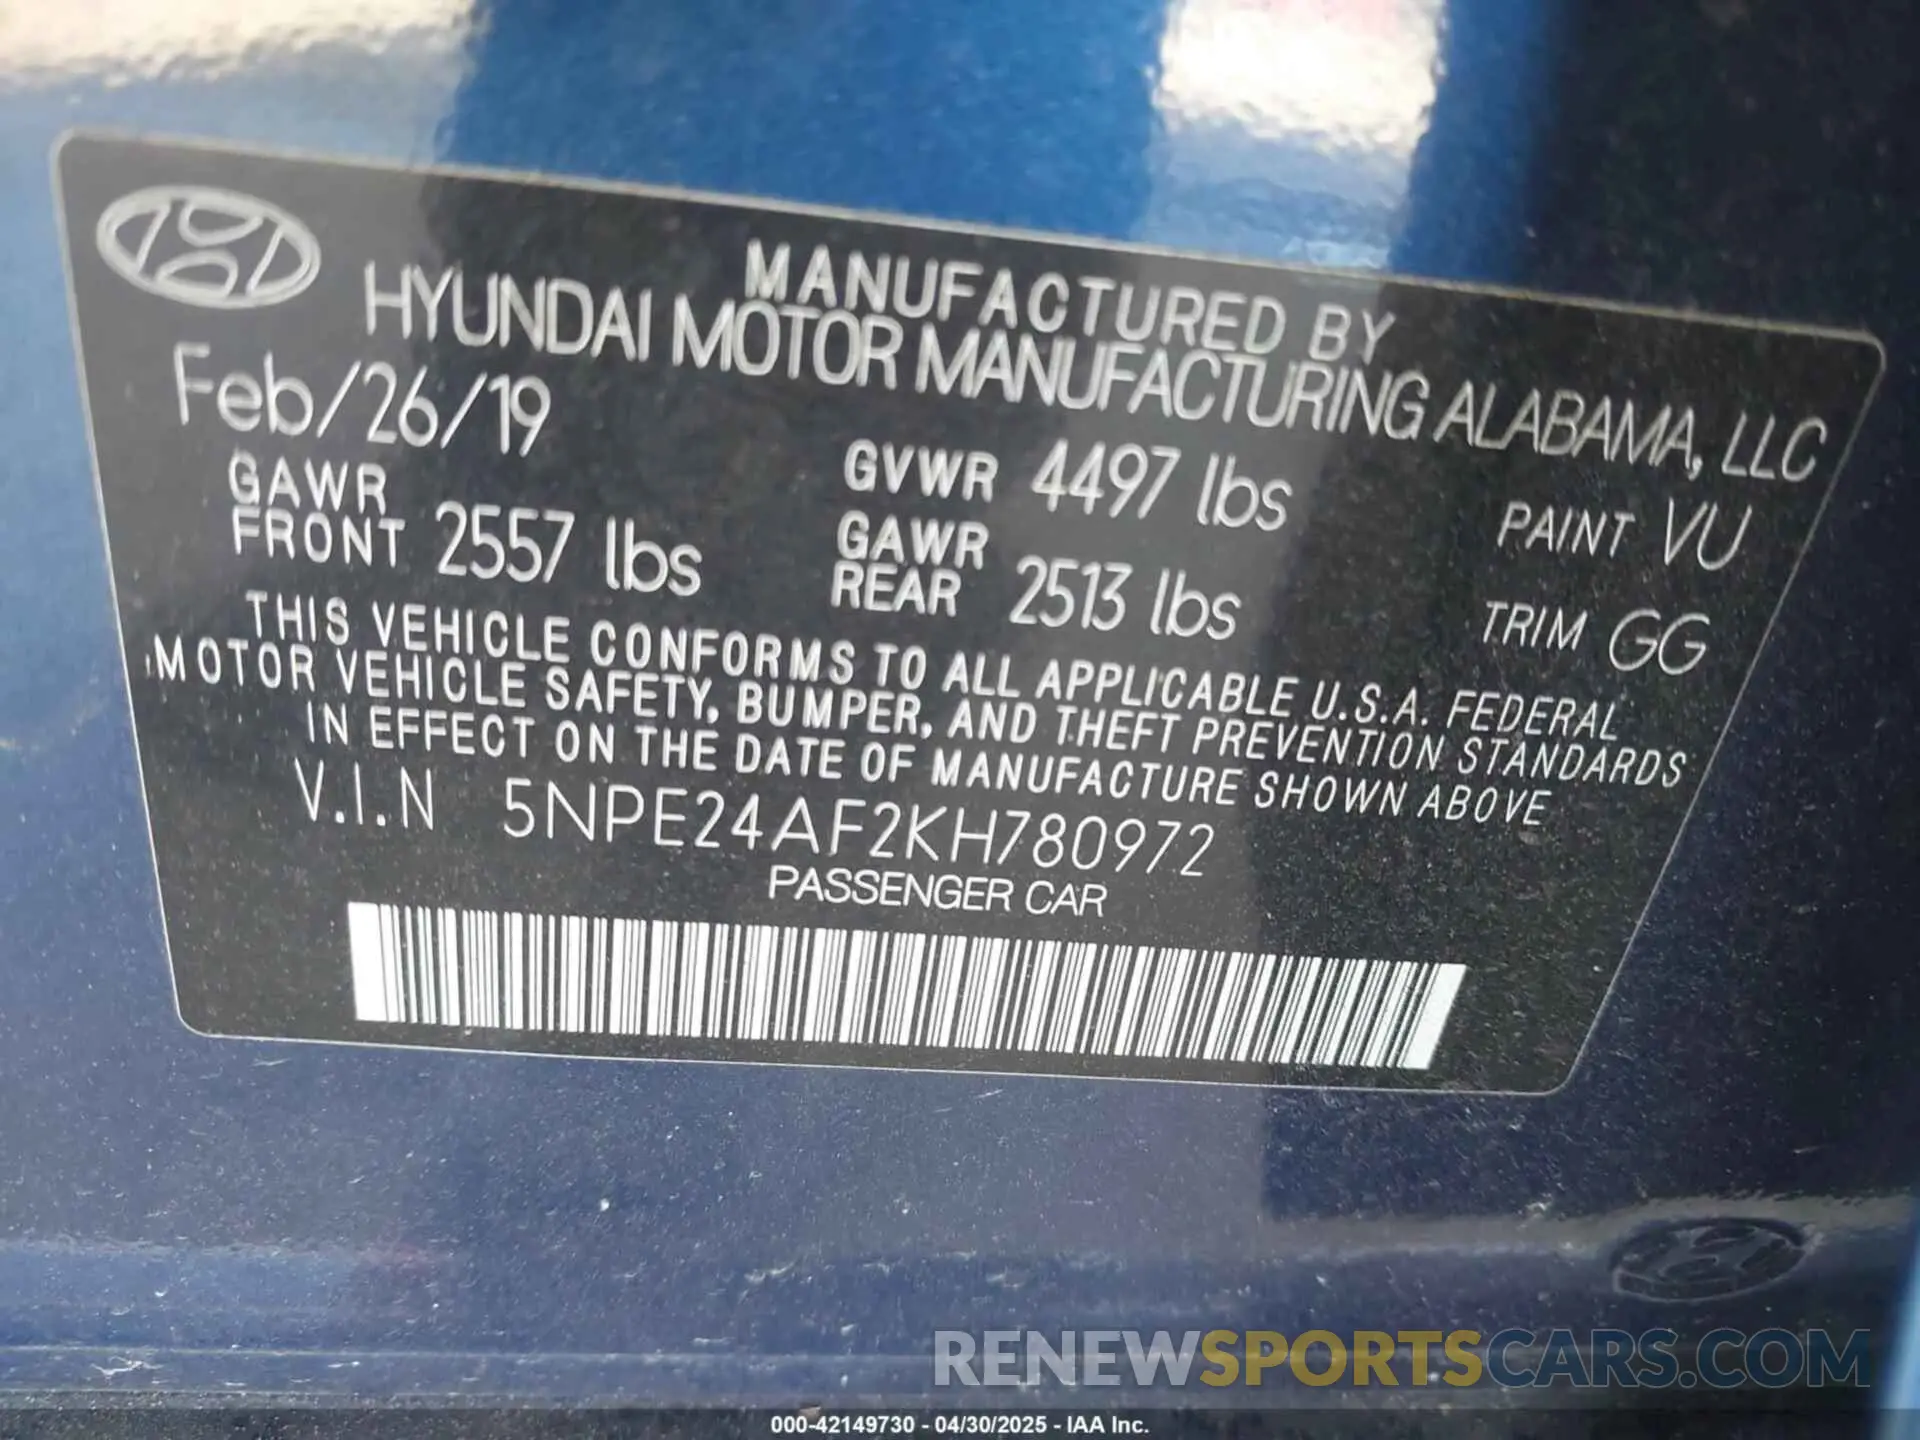 MANUFACTURED BY
HYUNDAI MOTOR MANUFACTURING ALABAMA, LLC
Feb/26/19 GVWR 4497 lbs PAINT VU
GAWR FRONT 2557 lbs GAWR REAR 2513 lbs TRIM GG
THIS VEHICLE CONFORMS TO ALL APPLICABLE U.S.A. FEDERAL
MOTOR VEHICLE SAFETY, BUMPER, AND THEFT PREVENTION STANDARDS
IN EFFECT ON THE DATE OF MANUFACTURE SHOWN ABOVE
V.I.N 5NPE24AF2KH780972
PASSENGER CAR
RENEWSPORTSCARS.COM
000-42149730 - 04/30/2025 - IAA Inc.